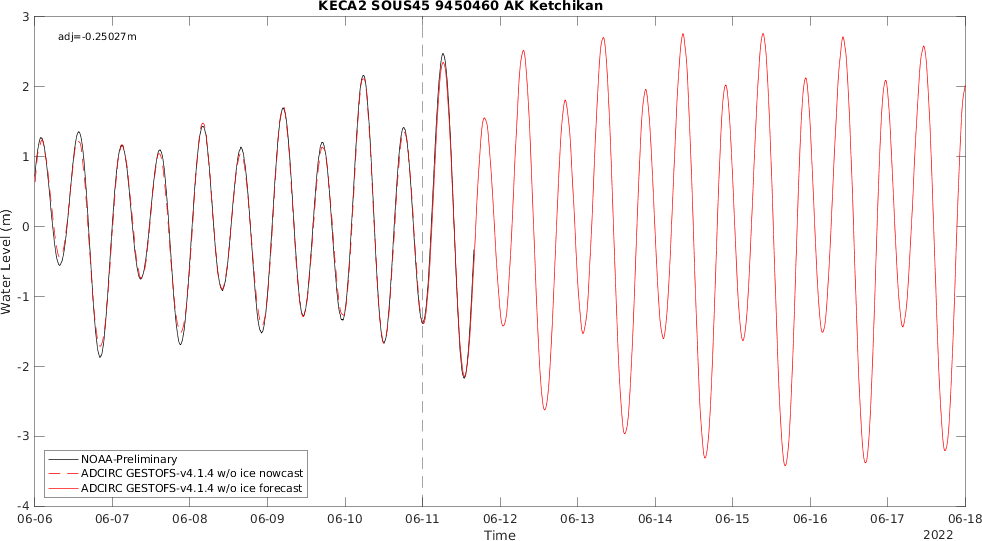 KECA2 SOUS45 9450460 AK Ketchikan
adj=-0.25027m
3
2
1
0
-1
-2
-3
-4
Water Level (m)
NOAA-Preliminary
ADCIRC GESTOFS-v4.1.4 w/o ice nowcast
ADCIRC GESTOFS-v4.1.4 w/o ice forecast
06-06 06-07 06-08 06-09 06-10 06-11 06-12 06-13 06-14 06-15 06-16 06-17 06-18
Time
2022